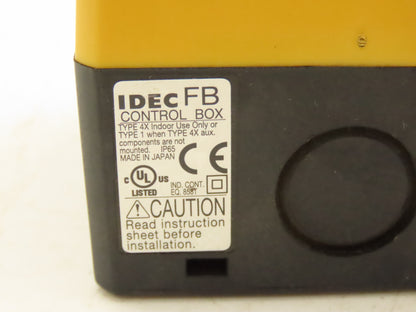 IDEC FB
CONTROL BOX
TYPE 4X Indoor Use Only or
TYPE 1 when TYPE 4X aux.
components are not
mounted. IP65
MADE IN JAPAN
CE
C UL US
LISTED
IND. CONT.
EQ. 8581
CAUTION
Read instruction
sheet before
installation.